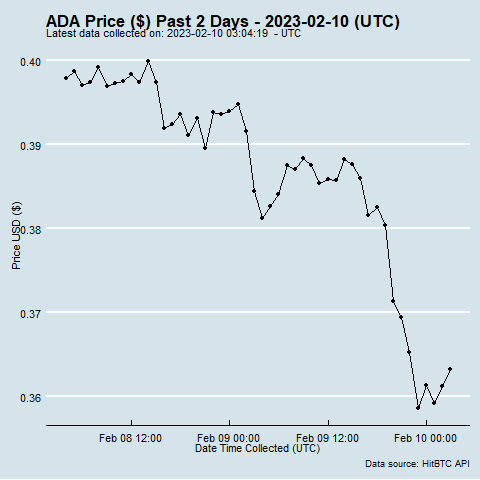 ADA Price ($) Past 2 Days - 2023-02-10 (UTC)
Latest data collected on: 2023-02-10 03:04:19 - UTC
0.40
0.39
0.38
0.37
0.36
Price USD ($)
Feb 08 12:00 Feb 09 00:00 Feb 09 12:00 Feb 10 00:00
Date Time Collected (UTC)
Data source: HitBTC API